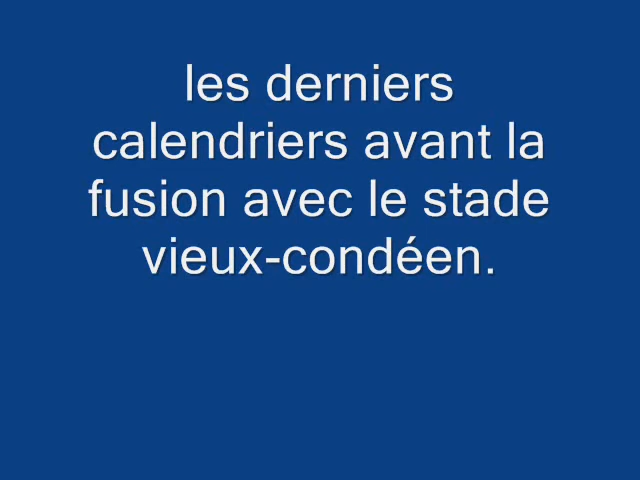 les derniers
calendriers avant la
fusion avec le stade
vieux-condéen.